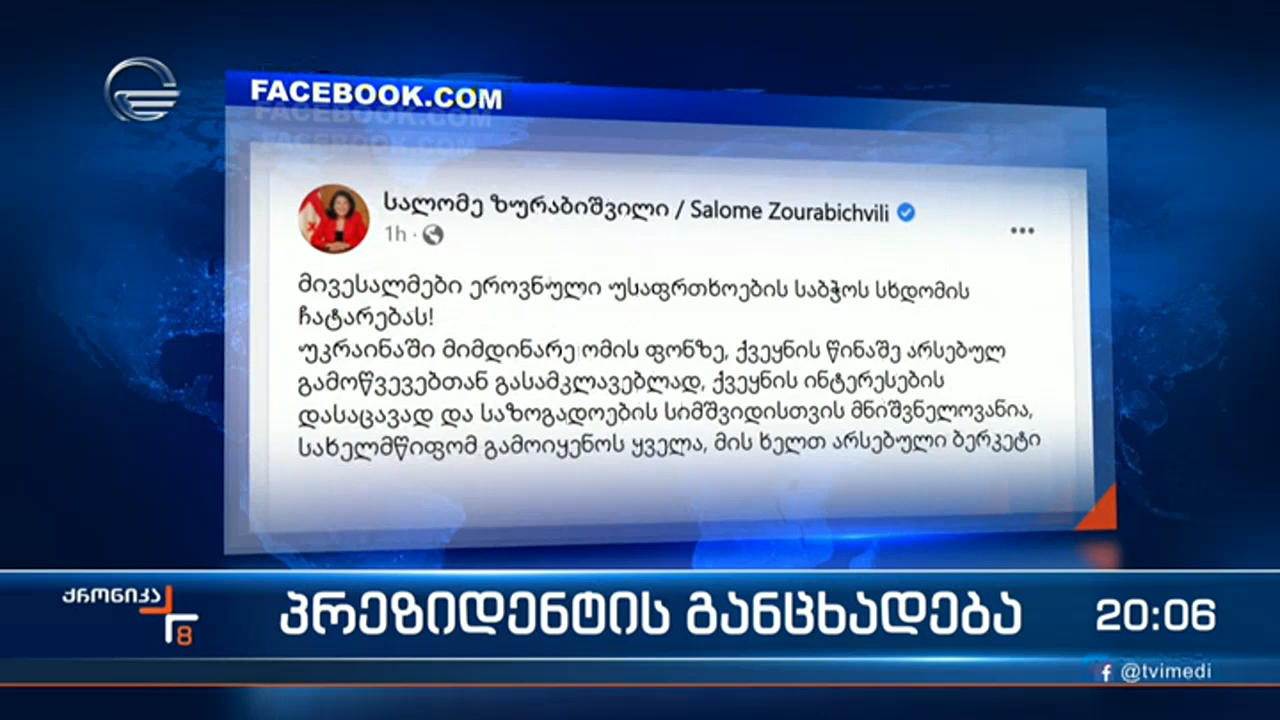 FACEBOOK.COM
სალომე ზურაბიშვილი / Salome Zourabichvili
1h ·
მივესალმები ეროვნული უსაფრთხოების საბჭოს სხდომის
ჩატარებას!
უკრაინაში მიმდინარე ომის ფონზე, ქვეყნის წინაშე არსებულ
გამოწვევებთან გასამკლავებლად, ქვეყნის ინტერესების
დასაცავად და საზოგადოების სიმშვიდისთვის მნიშვნელოვანია,
სახელმწიფომ გამოიყენოს ყველა, მის ხელთ არსებული ბერკეტი
ქრონიკა
8
პრეზიდენტის განცხადება
20:06
@tvimedi